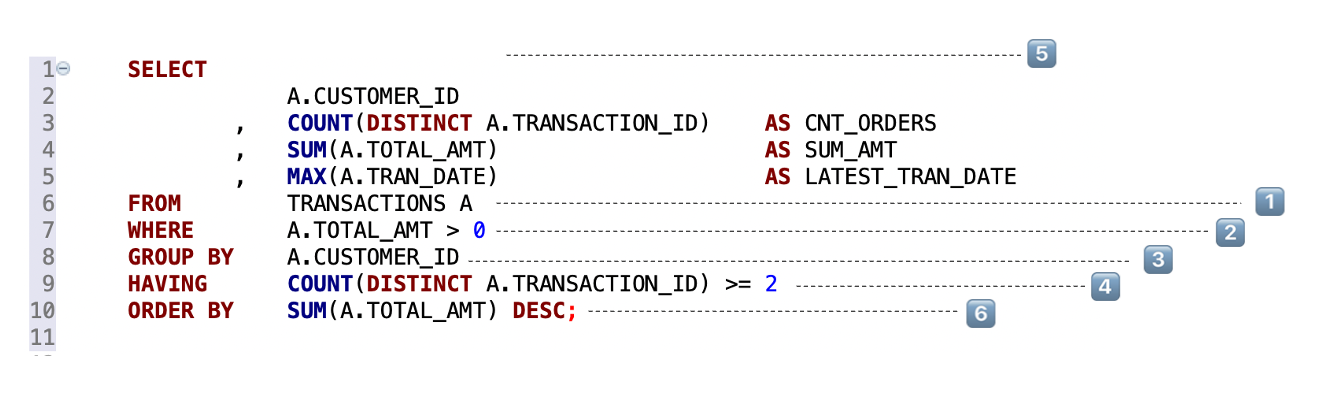 5
1 SELECT
2 A.CUSTOMER_ID
3 , COUNT(DISTINCT A.TRANSACTION_ID) AS CNT_ORDERS
4 , SUM(A.TOTAL_AMT) AS SUM_AMT
5 , MAX(A.TRAN_DATE) AS LATEST_TRAN_DATE
6 FROM TRANSACTIONS A 1
7 WHERE A.TOTAL_AMT > 0 2
8 GROUP BY A.CUSTOMER_ID 3
9 HAVING COUNT(DISTINCT A.TRANSACTION_ID) >= 2 4
10 ORDER BY SUM(A.TOTAL_AMT) DESC; 6
11